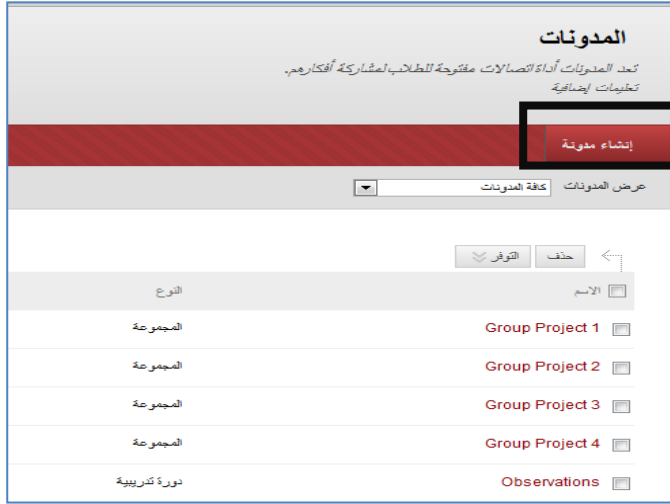 المدونات
تعد المدونات أداة اتصالات مفتوحة للطلاب لمشاركة أفكارهم.
تعليمات إضافية
إنشاء مدونة
عرض المدونات كافة المدونات
حذف التوفر
الاسم النوع
Group Project 1 المجموعة
Group Project 2 المجموعة
Group Project 3 المجموعة
Group Project 4 المجموعة
Observations دورة تدريبية